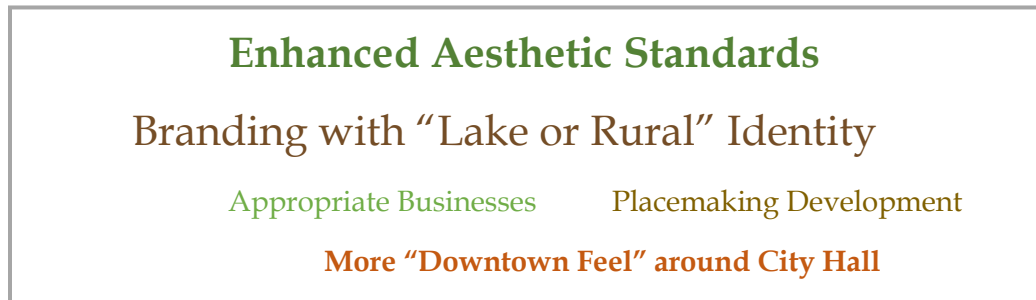 Enhanced Aesthetic Standards
Branding with “Lake or Rural” Identity
Appropriate Businesses Placemaking Development
More “Downtown Feel” around City Hall